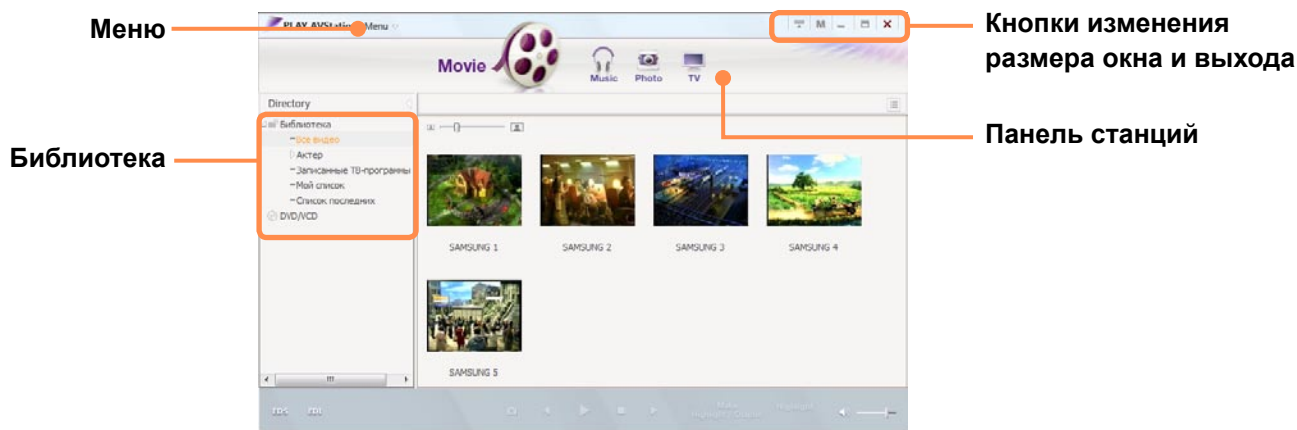 Меню
PLAY AVStation
Menu
M
Кнопки изменения
размера окна и выхода
Movie
Music
Photo
TV
Панель станций
Directory
Библиотека
Библиотека
Все видео
Актер
Записанные ТВ-программы
Мой список
Список последних
DVD/VCD
SAMSUNG 1
SAMSUNG 2
SAMSUNG 3
SAMSUNG 4
SAMSUNG 5
EDS
EDI